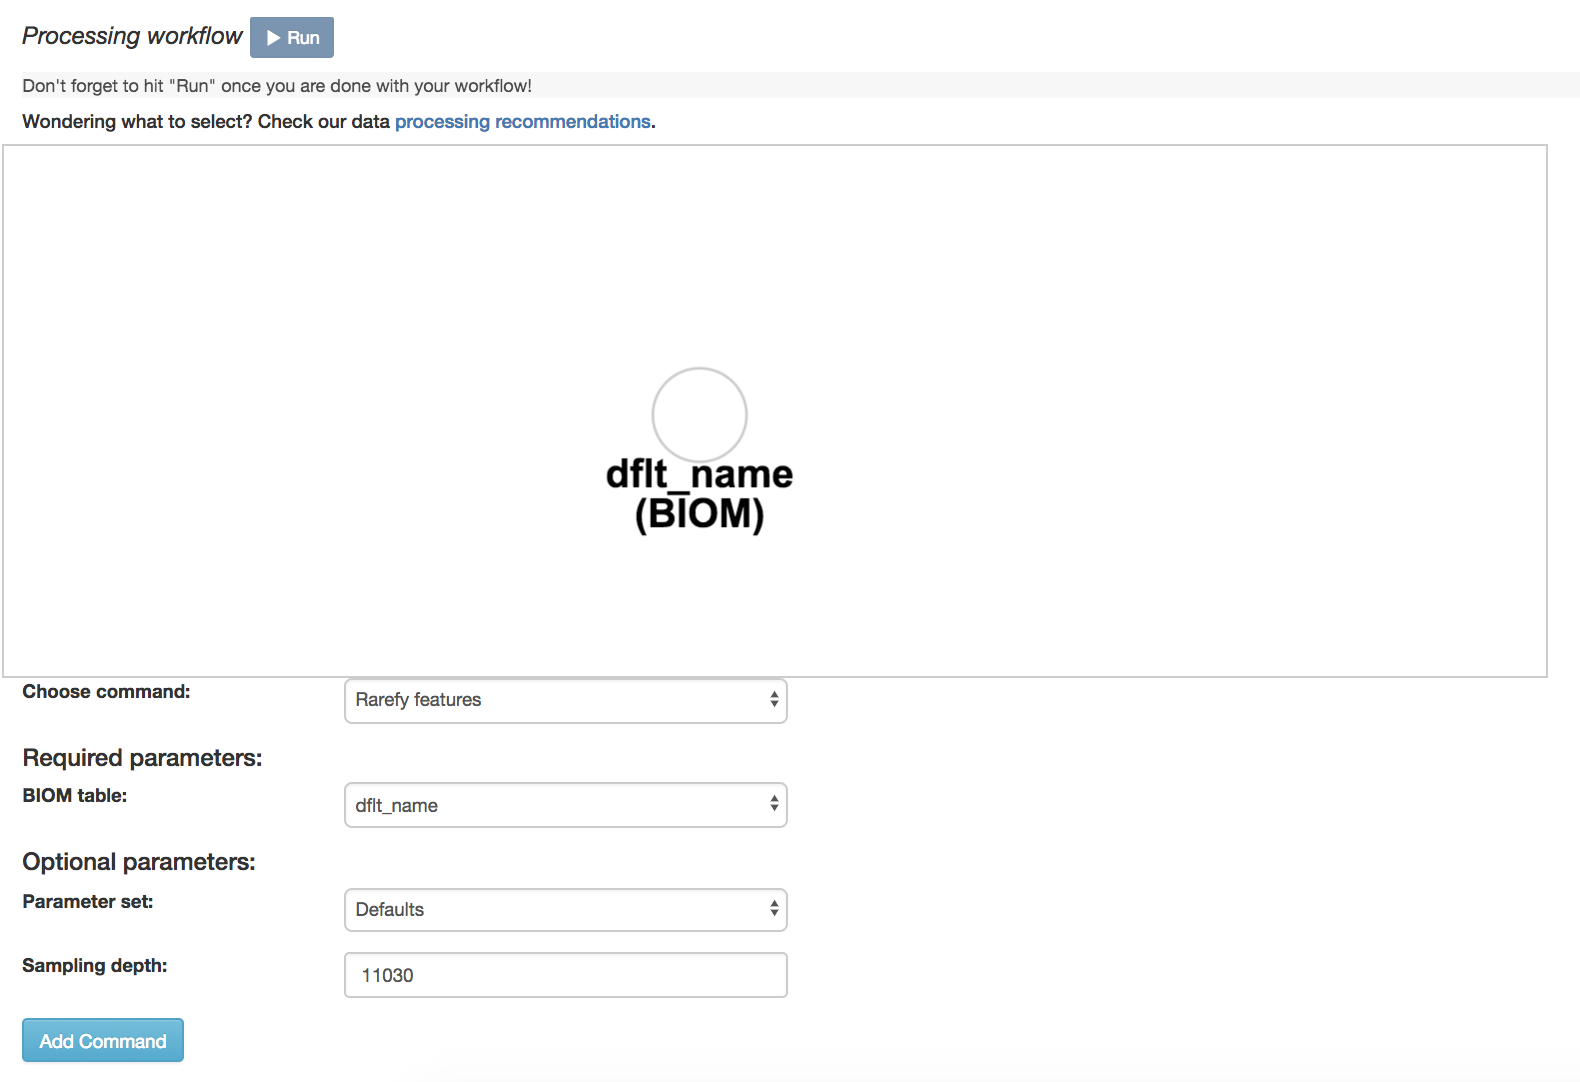 Processing workflow Run
Don't forget to hit "Run" once you are done with your workflow!
Wondering what to select? Check our data processing recommendations.
dflt_name
(BIOM)
Choose command: Rarefy features
Required parameters:
BIOM table: dflt_name
Optional parameters:
Parameter set: Defaults
Sampling depth: 11030
Add Command